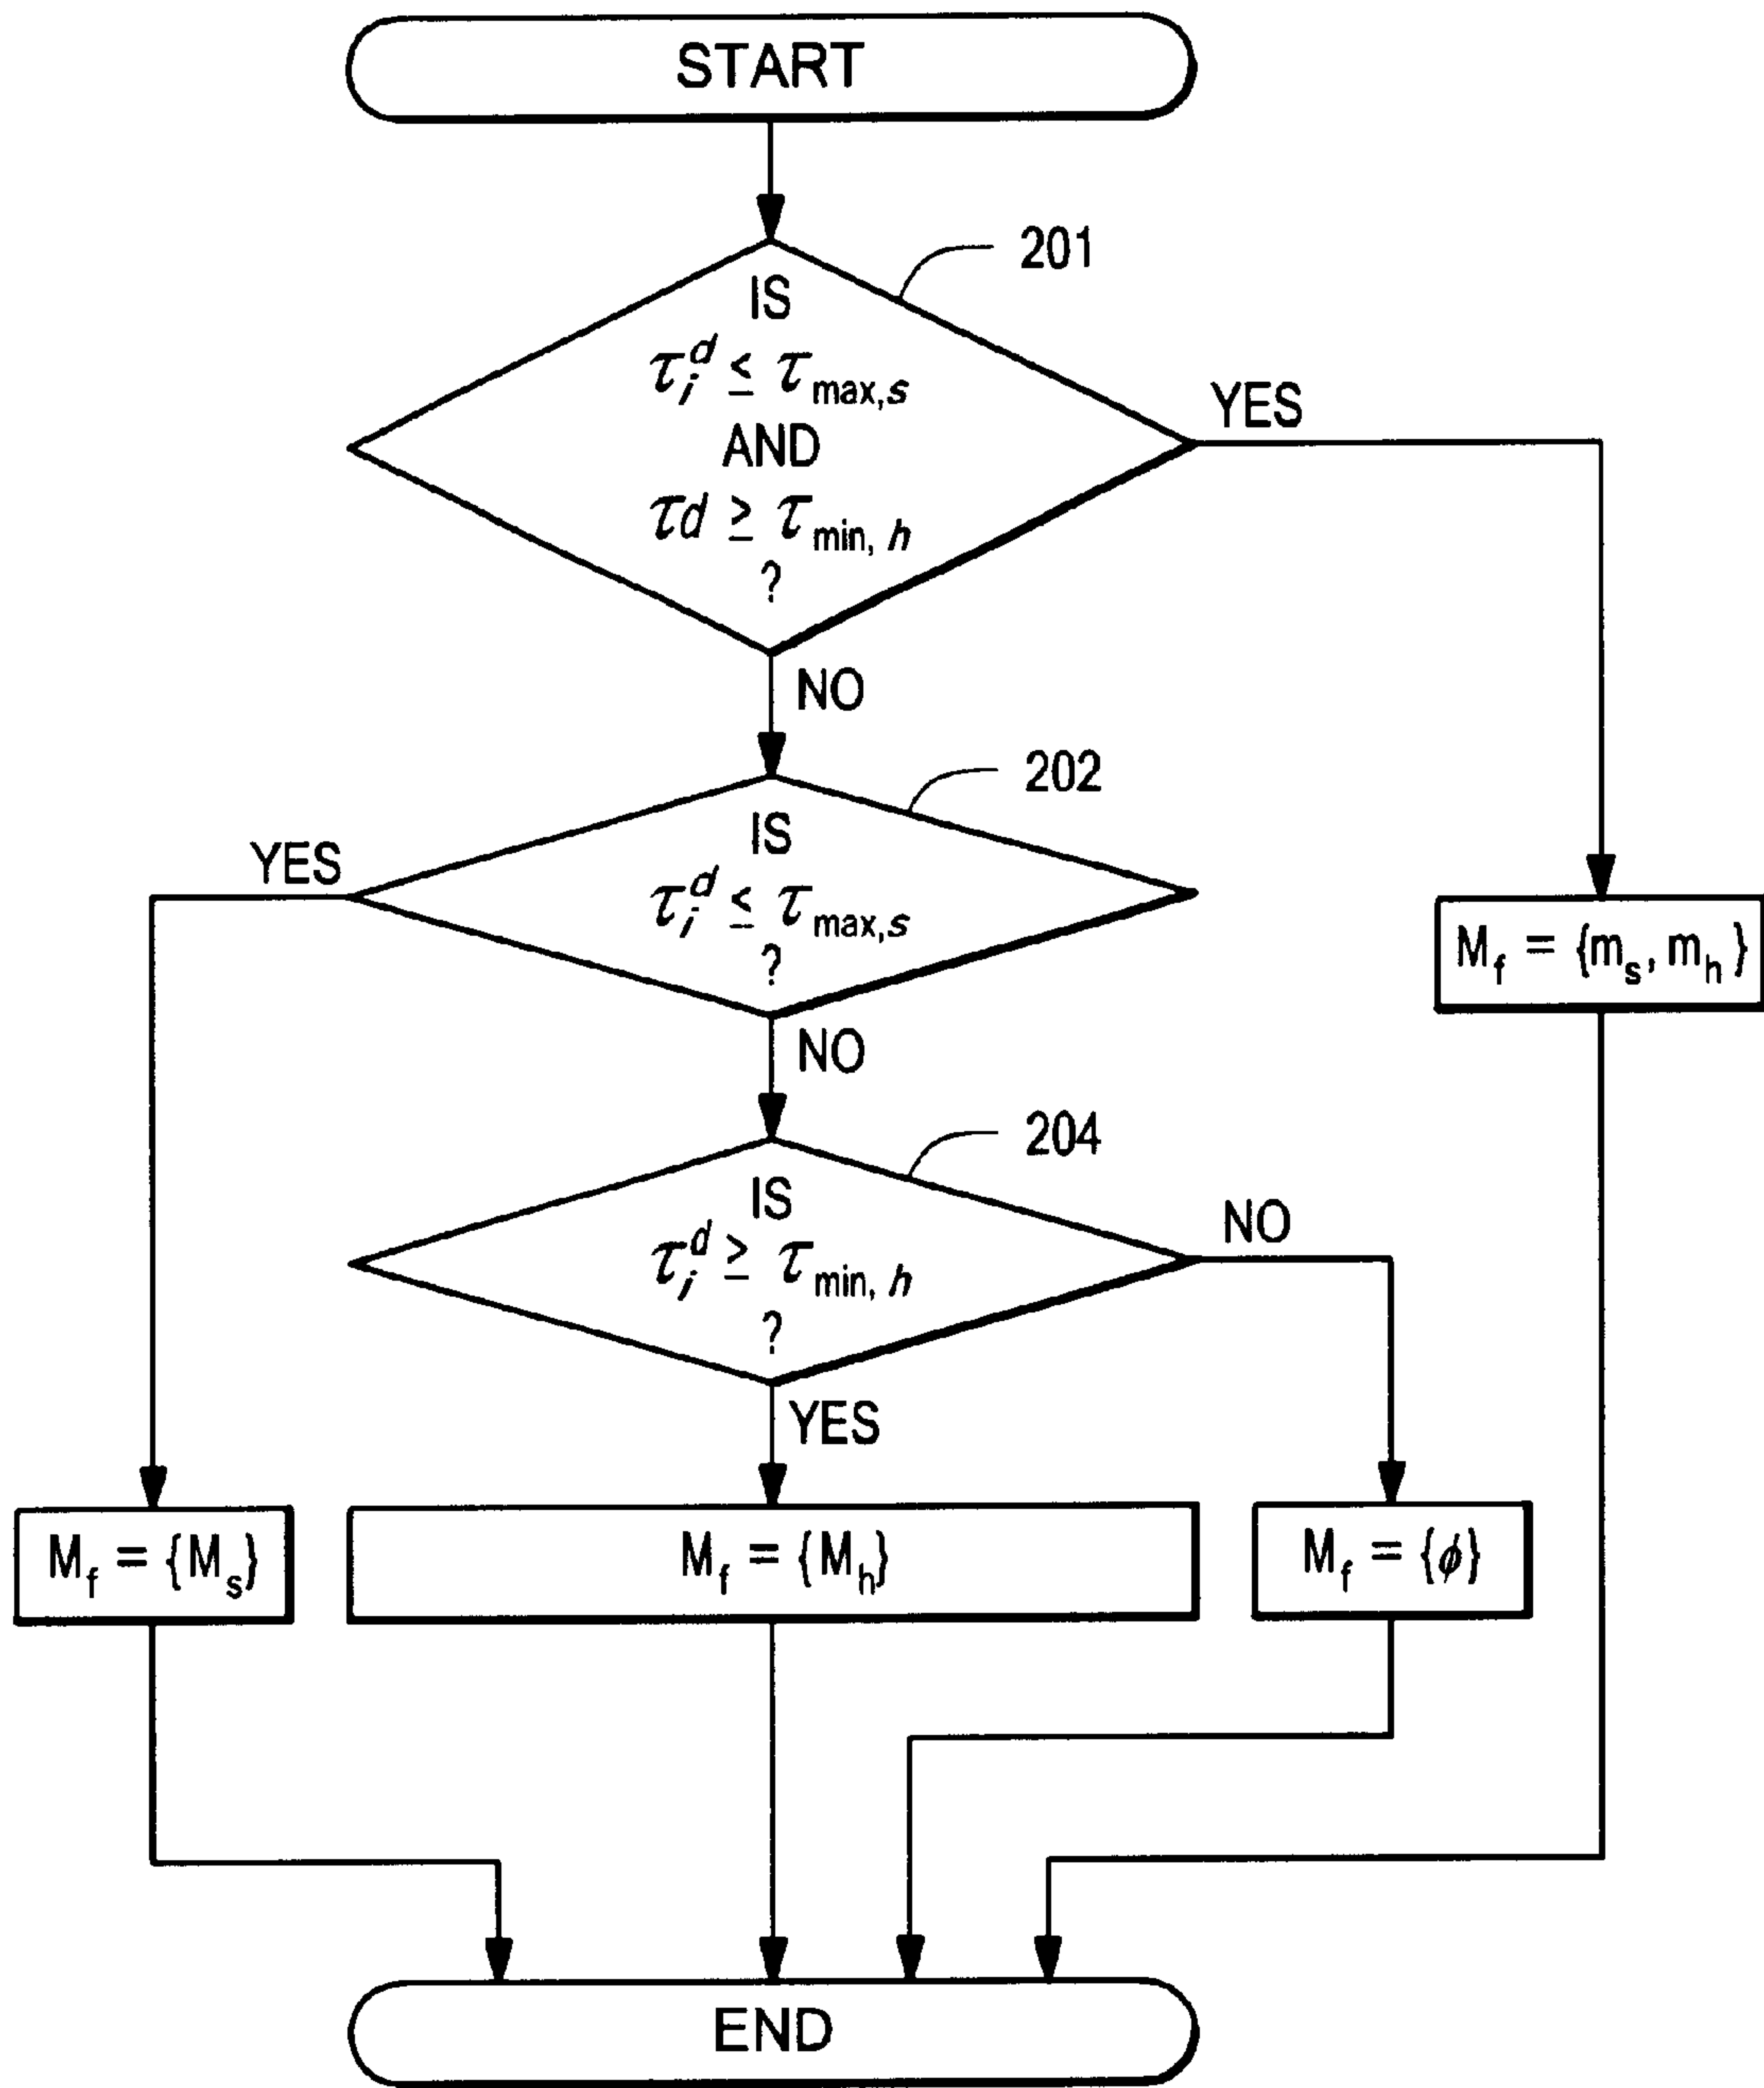 START
201
IS
τᵢᵈ ≤ τmax,s
AND
τd ≥ τmin, h
?
YES
NO
202
IS
τᵢᵈ ≤ τmax,s
?
YES
NO
Mf = {ms, mh}
204
IS
τᵢᵈ ≥ τmin, h
?
NO
YES
Mf = {Ms}
Mf = {Mh}
Mf = {ϕ}
END